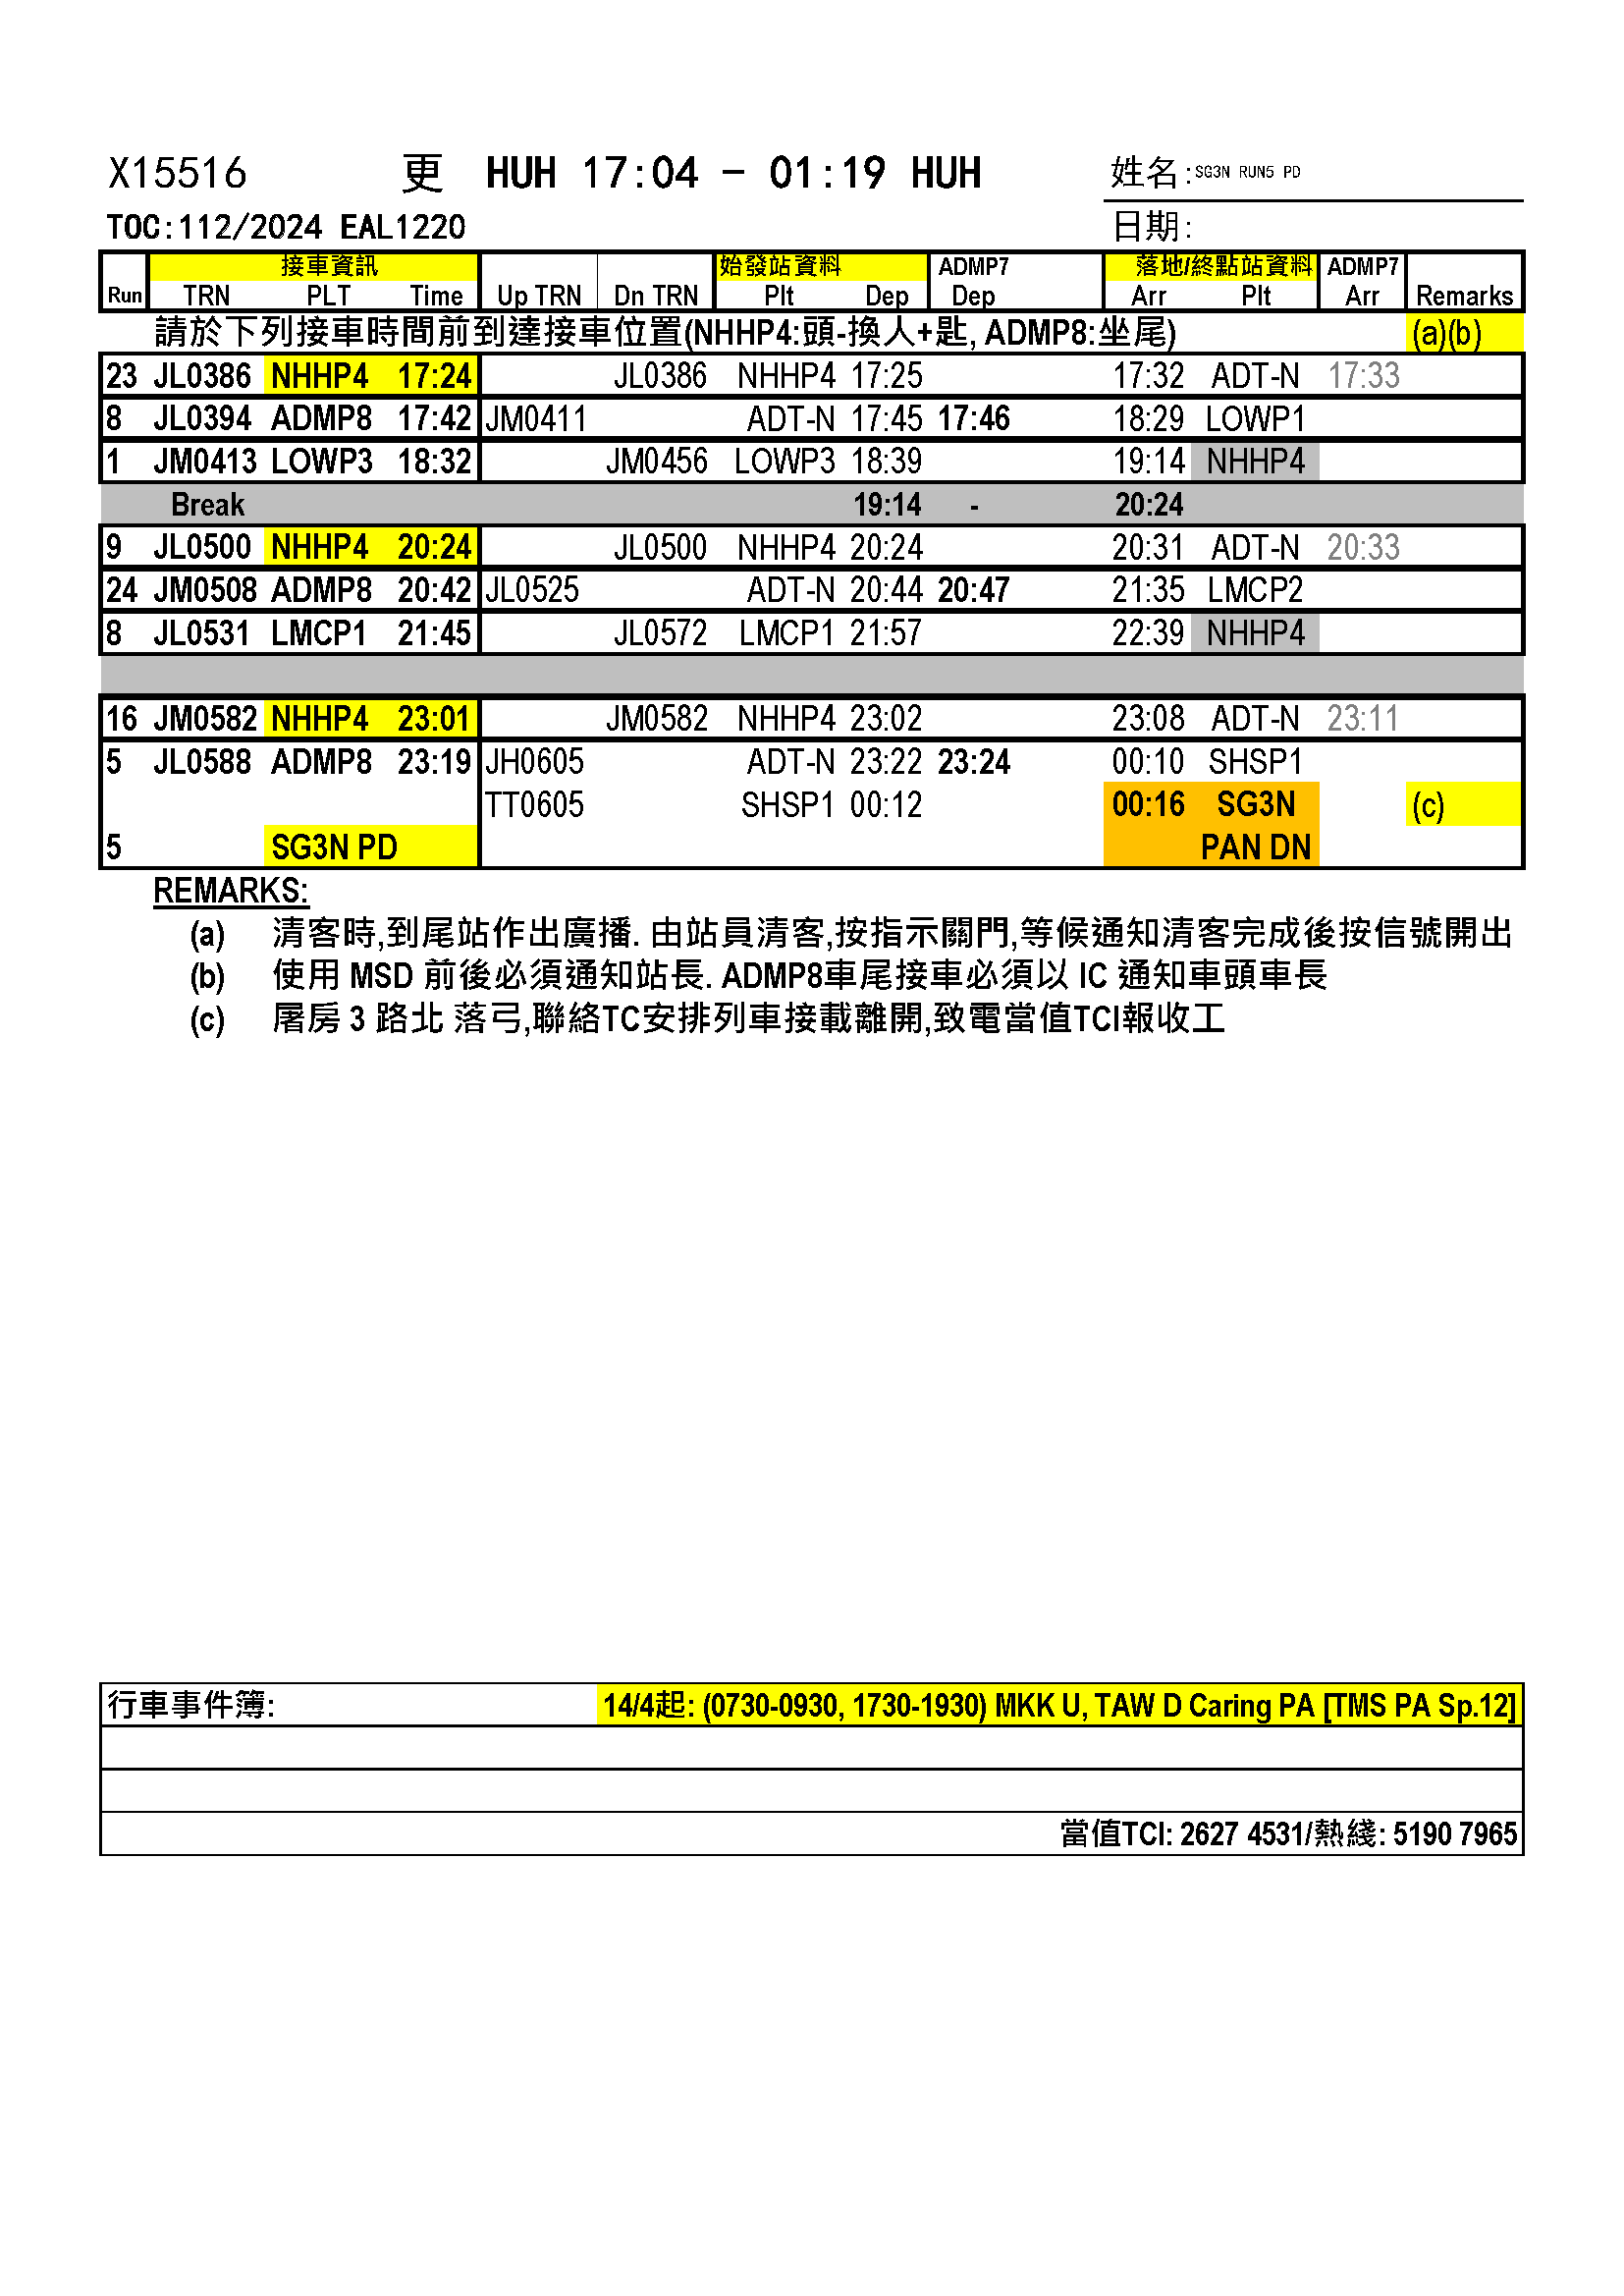 X15516 更 HUH 17:04 - 01:19 HUH 姓名:SG3N RUN5 PD
TOC:112/2024 EAL1220 日期:
接車資訊 始發站資料 ADMP7 落地/終點站資料 ADMP7
Run TRN PLT Time Up TRN Dn TRN Plt Dep Dep Arr Plt Arr Remarks
請於下列接車時間前到達接車位置(NHHP4:頭-換人+匙, ADMP8:坐尾) (a)(b)
23 JL0386 NHHP4 17:24 JL0386 NHHP4 17:25 17:32 ADT-N 17:33
8 JL0394 ADMP8 17:42 JM0411 ADT-N 17:45 17:46 18:29 LOWP1
1 JM0413 LOWP3 18:32 JM0456 LOWP3 18:39 19:14 NHHP4
Break 19:14 - 20:24
9 JL0500 NHHP4 20:24 JL0500 NHHP4 20:24 20:31 ADT-N 20:33
24 JM0508 ADMP8 20:42 JL0525 ADT-N 20:44 20:47 21:35 LMCP2
8 JL0531 LMCP1 21:45 JL0572 LMCP1 21:57 22:39 NHHP4
16 JM0582 NHHP4 23:01 JM0582 NHHP4 23:02 23:08 ADT-N 23:11
5 JL0588 ADMP8 23:19 JH0605 ADT-N 23:22 23:24 00:10 SHSP1
TT0605 SHSP1 00:12 00:16 SG3N (c)
5 SG3N PD PAN DN
REMARKS:
(a) 清客時,到尾站作出廣播. 由站員清客,按指示關門,等候通知清客完成後按信號開出
(b) 使用 MSD 前後必須通知站長. ADMP8車尾接車必須以 IC 通知車頭車長
(c) 屠房 3 路北 落弓,聯絡TC安排列車接載離開,致電當值TCI報收工
行車事件簿: 14/4起: (0730-0930, 1730-1930) MKK U, TAW D Caring PA [TMS PA Sp.12]
當值TCI: 2627 4531/熱綫: 5190 7965